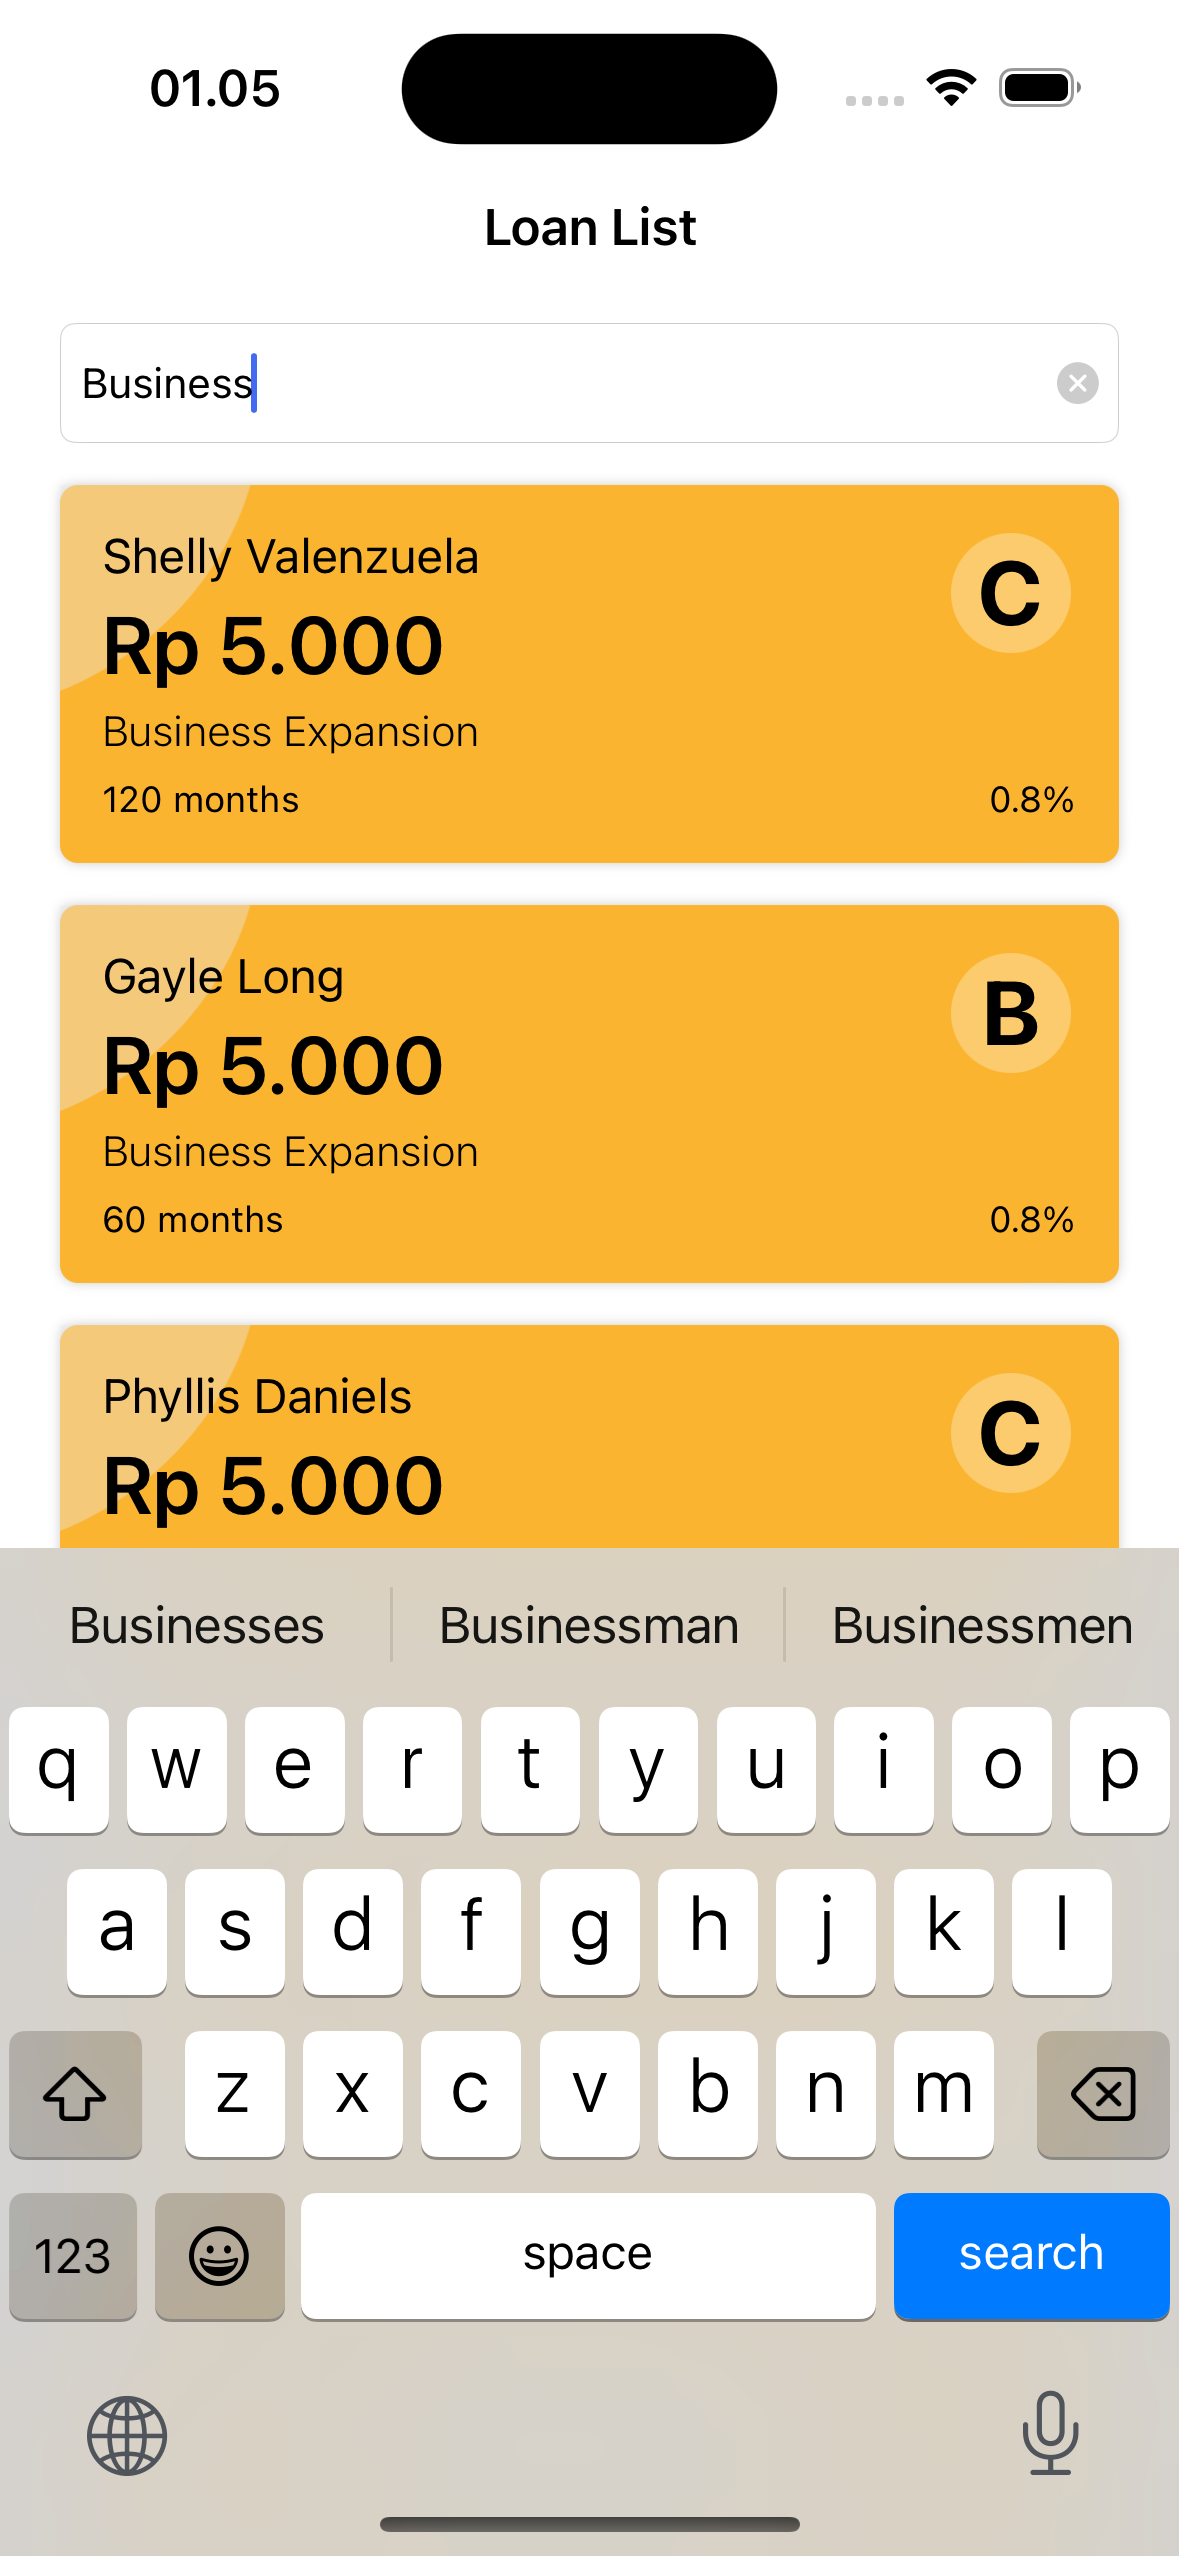 01.05
Loan List
Business
Shelly Valenzuela
C
Rp 5.000
Business Expansion
120 months
0.8%
Gayle Long
B
Rp 5.000
Business Expansion
60 months
0.8%
Phyllis Daniels
C
Rp 5.000
Businesses Businessman Businessmen
q w e r t y u i o p
a s d f g h j k l
z x c v b n m
123 space search